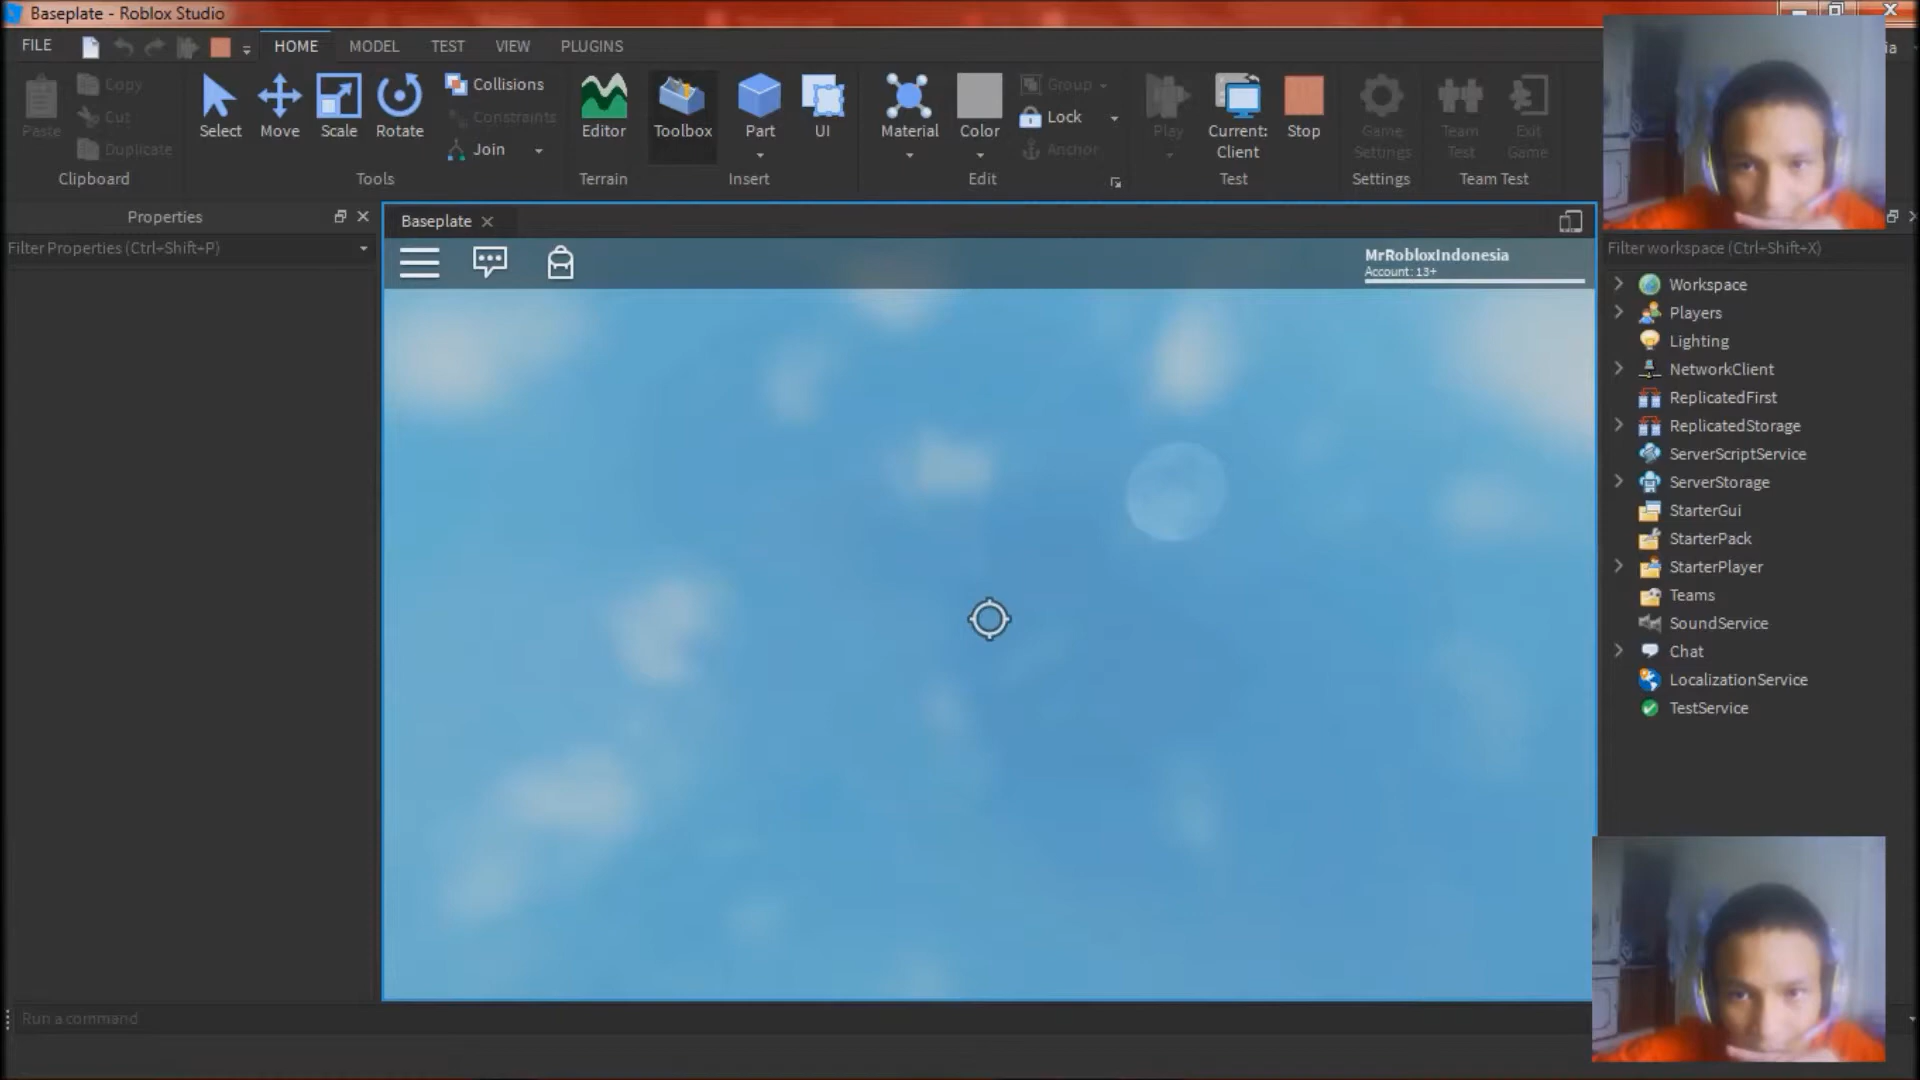 Baseplate - Roblox Studio
FILE
HOME
MODEL
TEST
VIEW
PLUGINS
ia
Paste
Copy
Cut
Duplicate
Clipboard
Select
Move
Scale
Rotate
Collisions
Constraints
Join
Tools
Editor
Terrain
Toolbox
Part
UI
Insert
Material
Color
Group
Lock
Anchor
Edit
Play
Current:
Client
Stop
Test
Game
Settings
Settings
Team
Test
Exit
Game
Team Test
Properties
Filter Properties (Ctrl+Shift+P)
Baseplate
MrRobloxIndonesia
Account: 13+
Filter workspace (Ctrl+Shift+X)
Workspace
Players
Lighting
NetworkClient
ReplicatedFirst
ReplicatedStorage
ServerScriptService
ServerStorage
StarterGui
StarterPack
StarterPlayer
Teams
SoundService
Chat
LocalizationService
TestService
Run a command